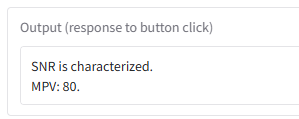 Output (response to button click)
SNR is characterized.
MPV: 80.